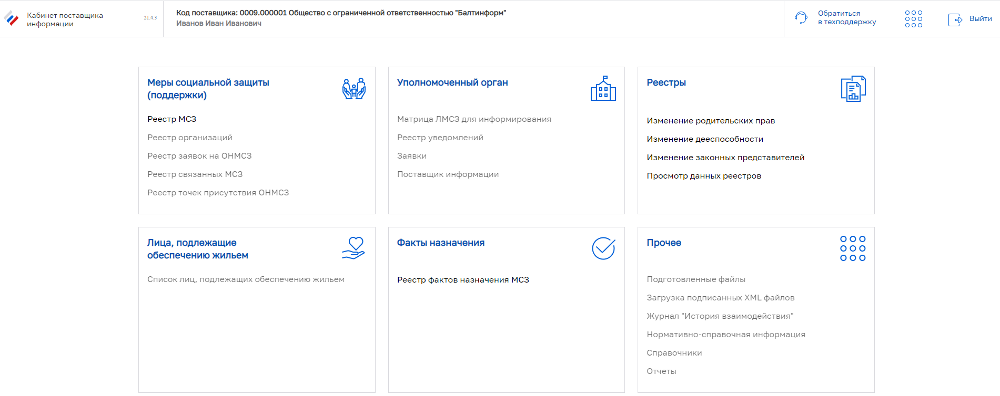 Кабинет поставщика
информации
21.4.3
Код поставщика: 0009.000001 Общество с ограниченной ответственностью "Балтинформ"
Иванов Иван Иванович
Обратиться
в техподдержку
Выйти
Меры социальной защиты
(поддержки)
Реестр МСЗ
Реестр организаций
Реестр заявок на ОНМСЗ
Реестр связанных МСЗ
Реестр точек присутствия ОНМСЗ
Уполномоченный орган
Матрица ЛМСЗ для информирования
Реестр уведомлений
Заявки
Поставщик информации
Реестры
Изменение родительских прав
Изменение дееспособности
Изменение законных представителей
Просмотр данных реестров
Лица, подлежащие
обеспечению жильем
Список лиц, подлежащих обеспечению жильем
Факты назначения
Реестр фактов назначения МСЗ
Прочее
Подготовленные файлы
Загрузка подписанных XML файлов
Журнал "История взаимодействия"
Нормативно-справочная информация
Справочники
Отчеты